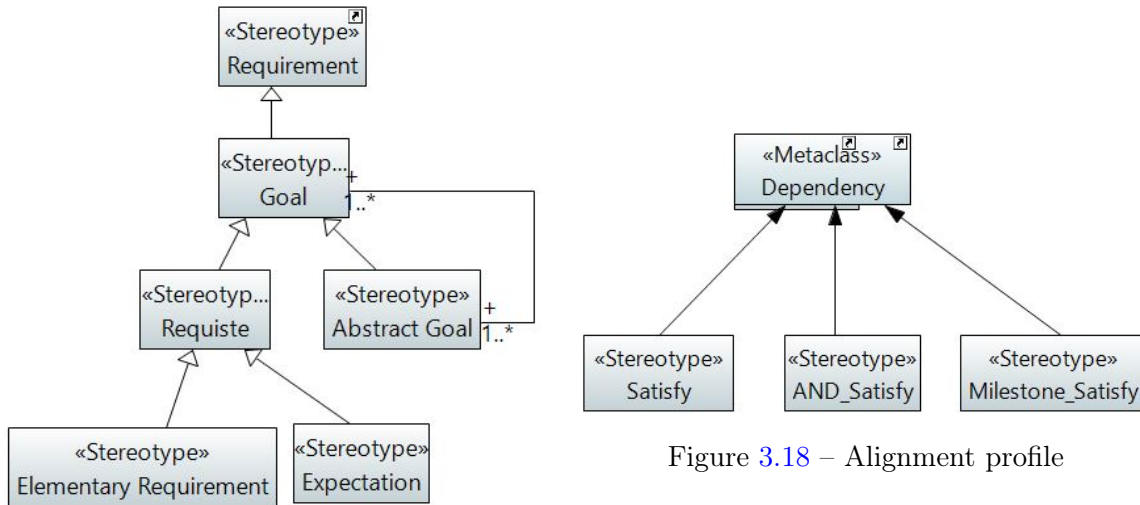 «Stereotype»
Requirement
«Stereotyp...
Goal
+
1..*
«Stereotyp...
Requiste
«Stereotype»
Abstract Goal
+
1..*
«Stereotype»
Elementary Requirement
«Stereotype»
Expectation
«Metaclass»
Dependency
«Stereotype»
Satisfy
«Stereotype»
AND_Satisfy
«Stereotype»
Milestone_Satisfy
Figure 3.18 – Alignment profile